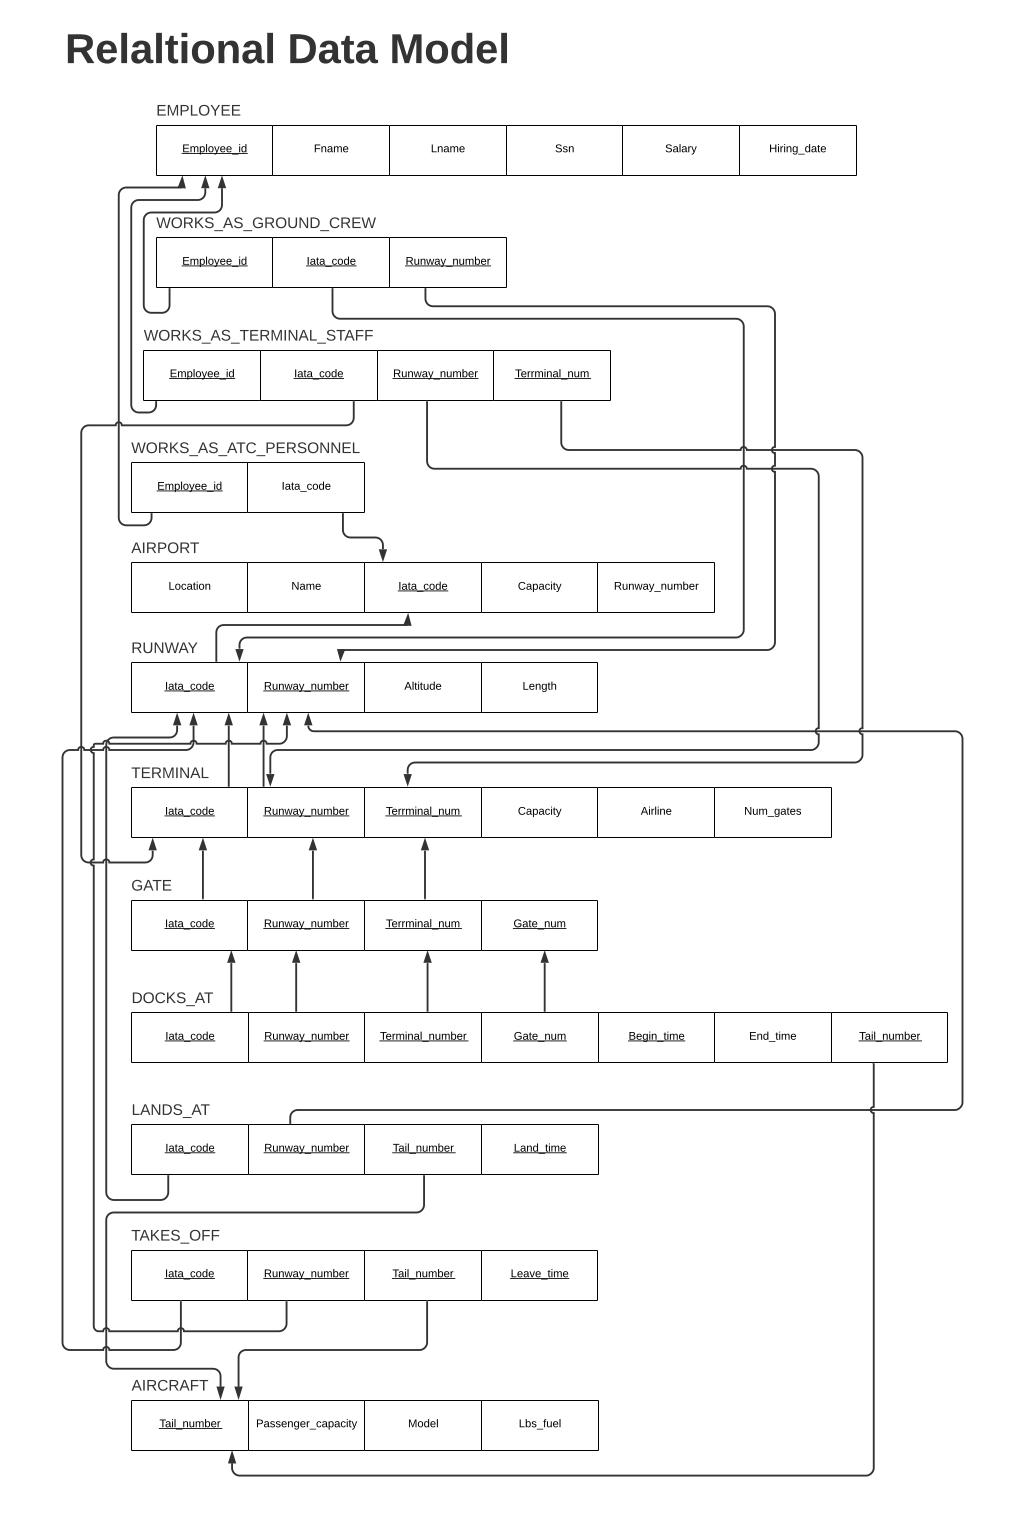 Relaltional Data Model
EMPLOYEE
Employee_id Fname Lname Ssn Salary Hiring_date
WORKS_AS_GROUND_CREW
Employee_id Iata_code Runway_number
WORKS_AS_TERMINAL_STAFF
Employee_id Iata_code Runway_number Terrminal_num
WORKS_AS_ATC_PERSONNEL
Employee_id Iata_code
AIRPORT
Location Name Iata_code Capacity Runway_number
RUNWAY
Iata_code Runway_number Altitude Length
TERMINAL
Iata_code Runway_number Terrminal_num Capacity Airline Num_gates
GATE
Iata_code Runway_number Terrminal_num Gate_num
DOCKS_AT
Iata_code Runway_number Terminal_number Gate_num Begin_time End_time Tail_number
LANDS_AT
Iata_code Runway_number Tail_number Land_time
TAKES_OFF
Iata_code Runway_number Tail_number Leave_time
AIRCRAFT
Tail_number Passenger_capacity Model Lbs_fuel